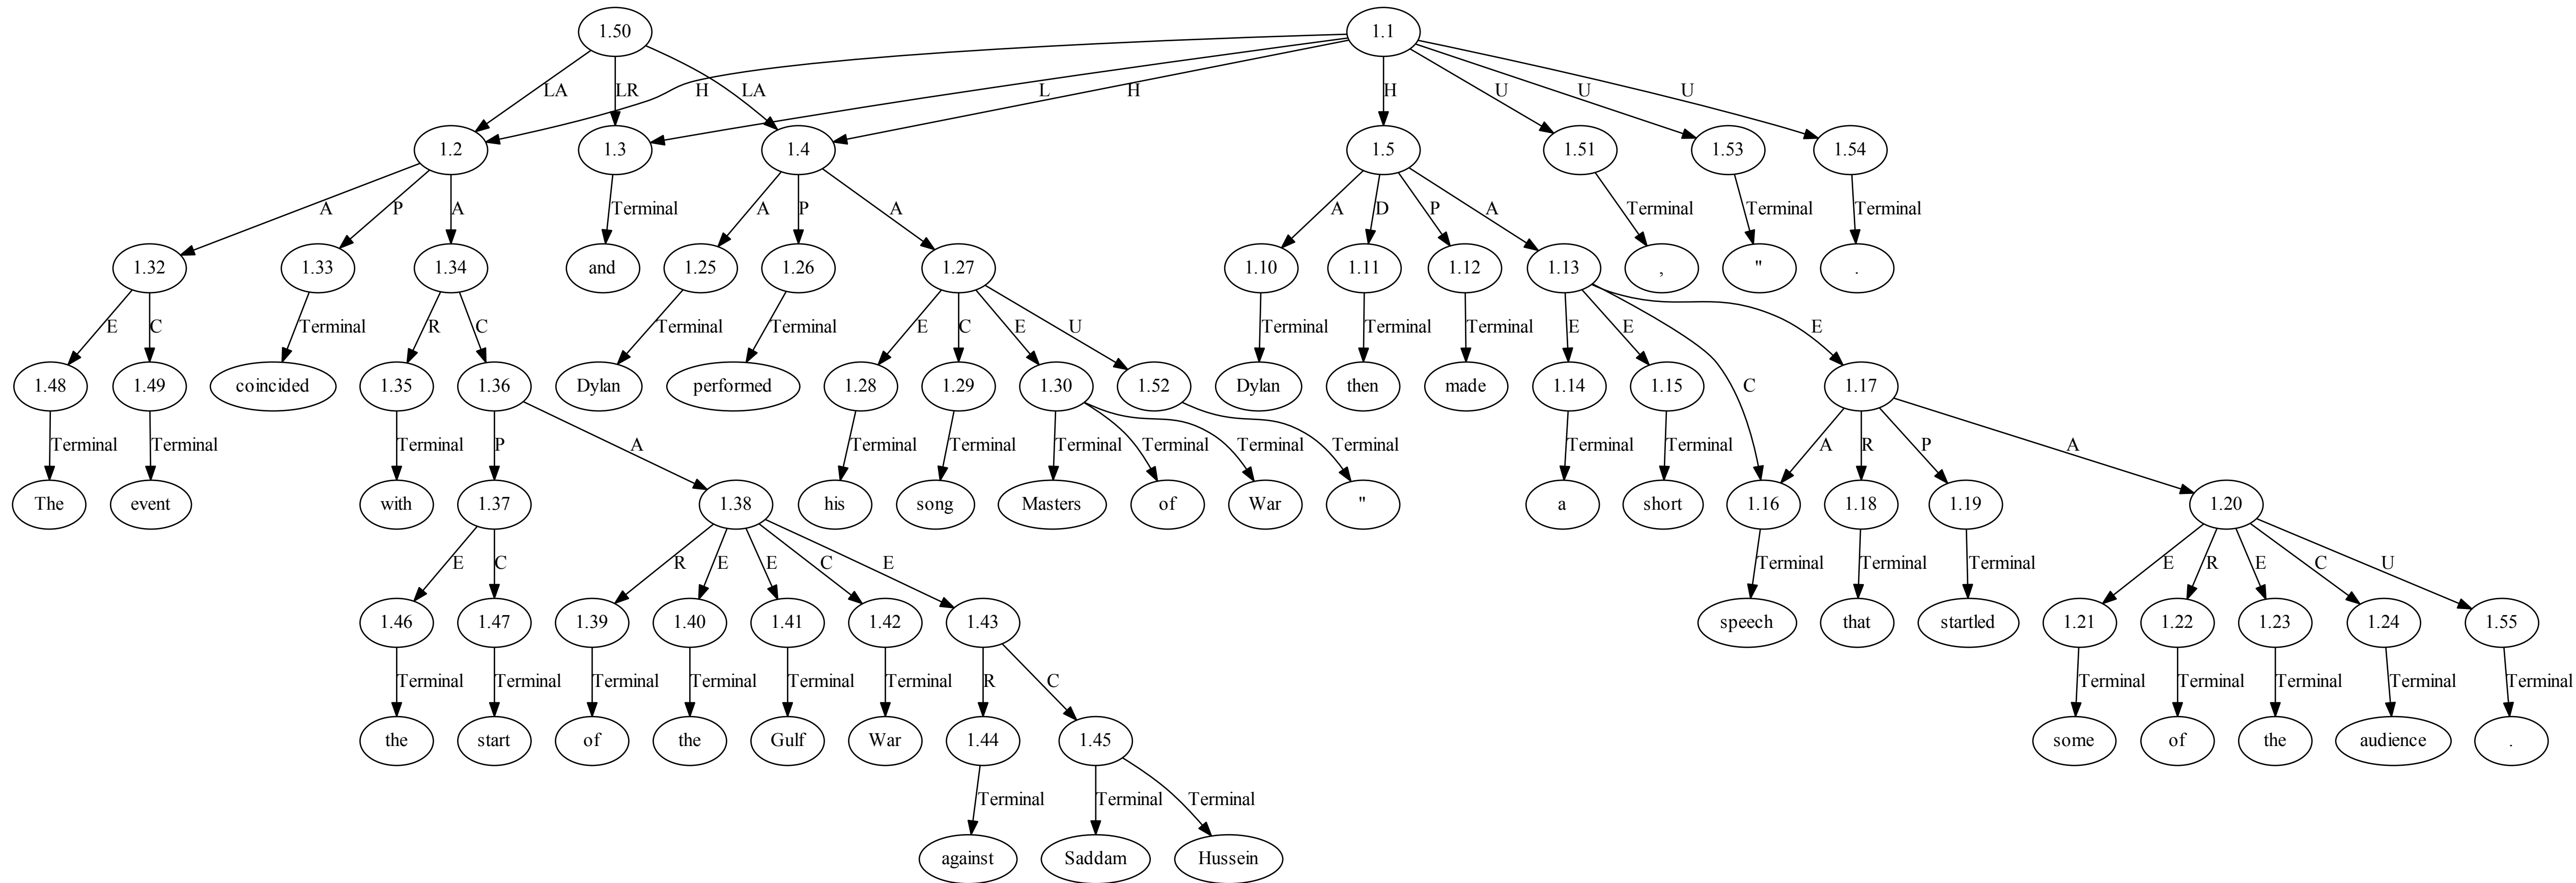 1.50 1.1
LA LR H LA L H H U U U
1.2 1.3 1.4 1.5 1.51 1.53 1.54
A P A Terminal A P A A D P A Terminal Terminal Terminal
1.32 1.33 1.34 and 1.25 1.26 1.27 1.10 1.11 1.12 1.13 , " .
E C Terminal R C Terminal Terminal E C E U Terminal Terminal Terminal E E C E
1.48 1.49 coincided 1.35 1.36 Dylan performed 1.28 1.29 1.30 1.52 Dylan then made 1.14 1.15 1.17
Terminal Terminal Terminal P A Terminal Terminal Terminal Terminal Terminal Terminal Terminal Terminal A R P A
The event with 1.37 1.38 his song Masters of War " a short 1.16 1.18 1.19 1.20
E C R E E C E Terminal Terminal Terminal E R E C U
1.46 1.47 1.39 1.40 1.41 1.42 1.43 speech that startled 1.21 1.22 1.23 1.24 1.55
Terminal Terminal Terminal Terminal Terminal Terminal R C Terminal Terminal Terminal Terminal Terminal
the start of the Gulf War 1.44 1.45 some of the audience .
Terminal Terminal Terminal
against Saddam Hussein